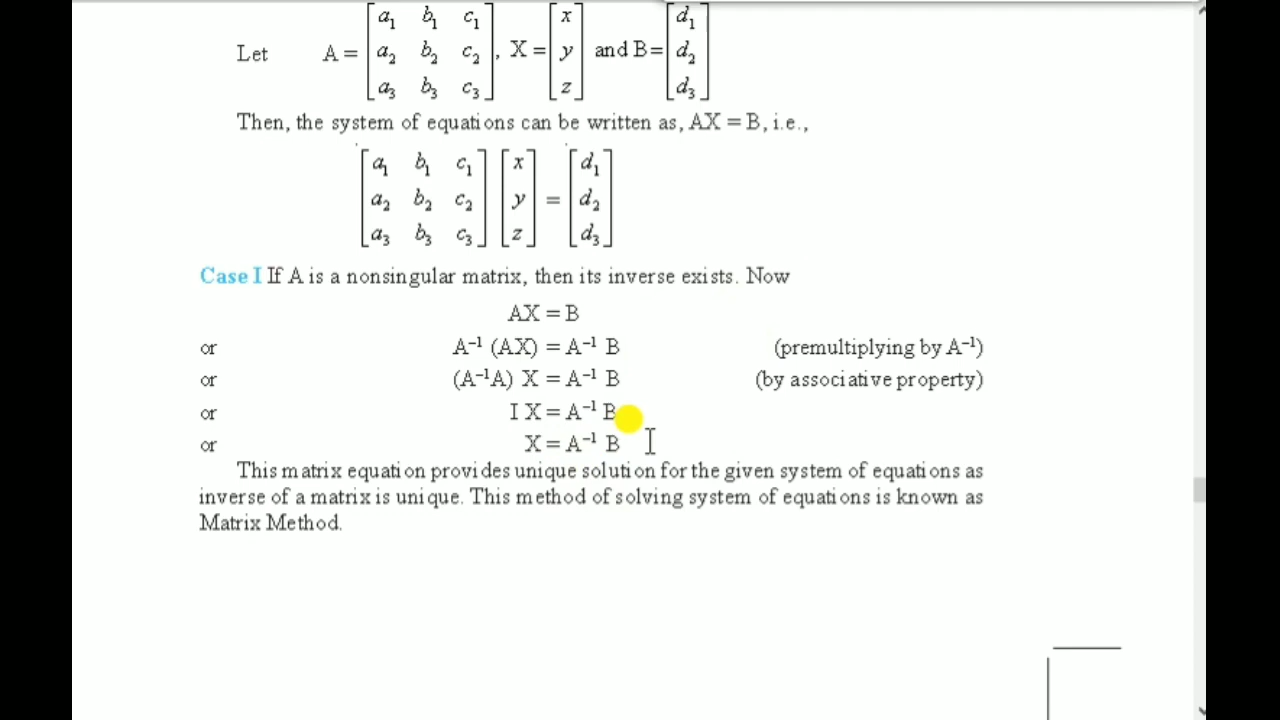 Let A = [a₁ b₁ c₁; a₂ b₂ c₂; a₃ b₃ c₃], X = [x; y; z] and B = [d₁; d₂; d₃]
Then, the system of equations can be written as, AX = B, i.e.,
[a₁ b₁ c₁; a₂ b₂ c₂; a₃ b₃ c₃] [x; y; z] = [d₁; d₂; d₃]
Case I If A is a nonsingular matrix, then its inverse exists. Now
AX = B
or A⁻¹ (AX) = A⁻¹ B (premultiplying by A⁻¹)
or (A⁻¹A) X = A⁻¹ B (by associative property)
or I X = A⁻¹ B
or X = A⁻¹ B
This matrix equation provides unique solution for the given system of equations as
inverse of a matrix is unique. This method of solving system of equations is known as
Matrix Method.